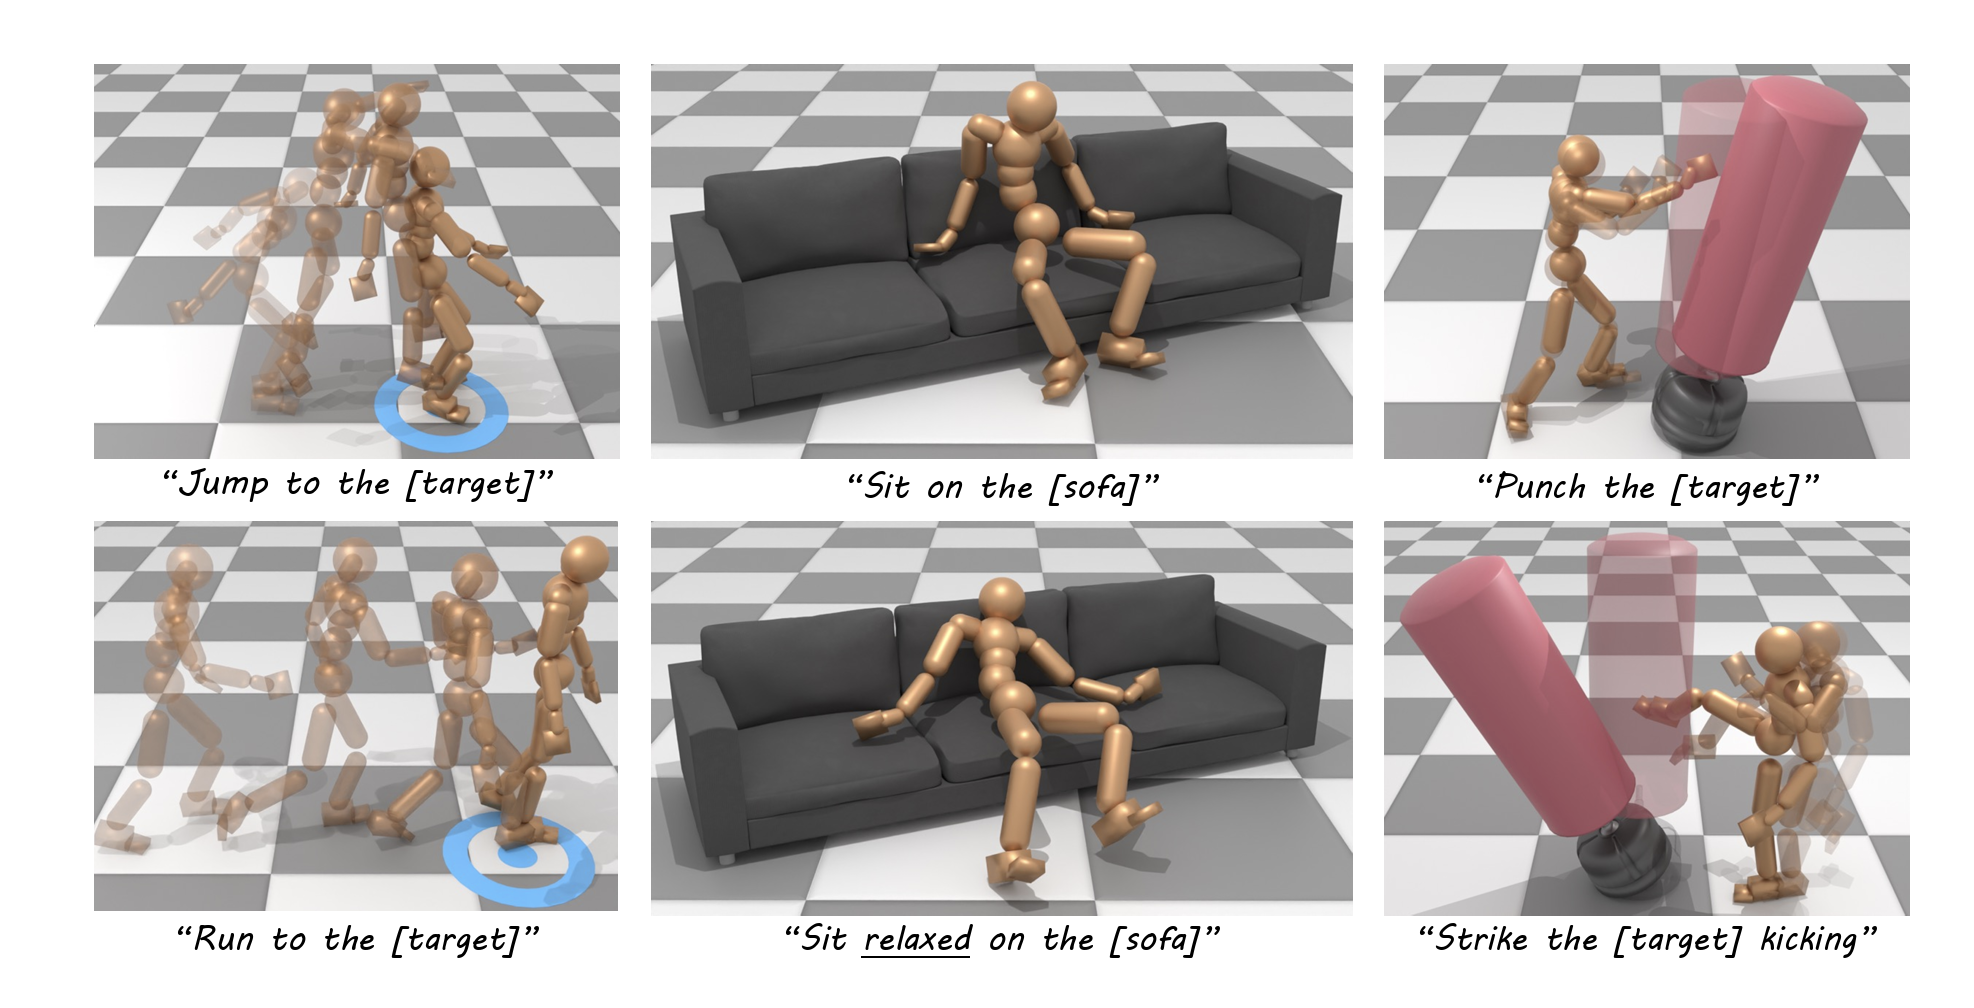 “Jump to the [target]”
“Sit on the [sofa]”
“Punch the [target]”
“Run to the [target]”
“Sit relaxed on the [sofa]”
“Strike the [target] kicking”